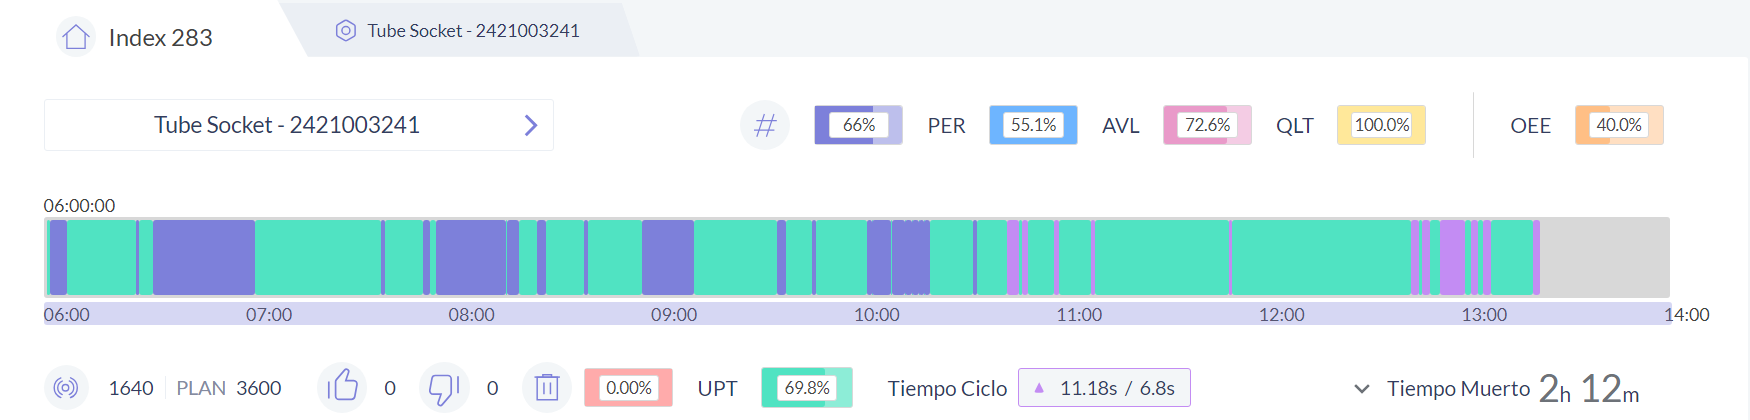 Index 283
Tube Socket - 2421003241
Tube Socket - 2421003241
66% PER 55.1% AVL 72.6% QLT 100.0% OEE 40.0%
06:00:00
06:00 07:00 08:00 09:00 10:00 11:00 12:00 13:00 14:00
1640 PLAN 3600 0 0 0.00% UPT 69.8% Tiempo Ciclo 11.18s / 6.8s Tiempo Muerto 2h 12m